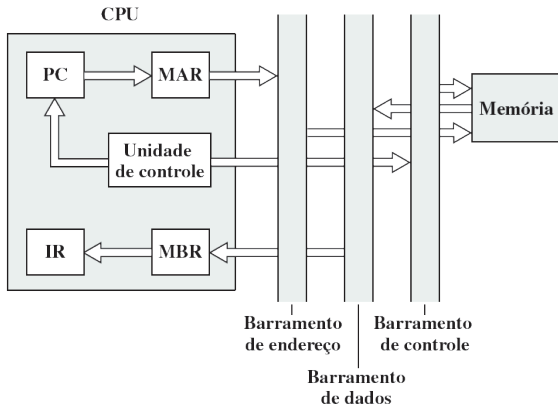 CPU
PC
MAR
Memória
Unidade
de controle
IR
MBR
Barramento
de endereço
Barramento
de controle
Barramento
de dados